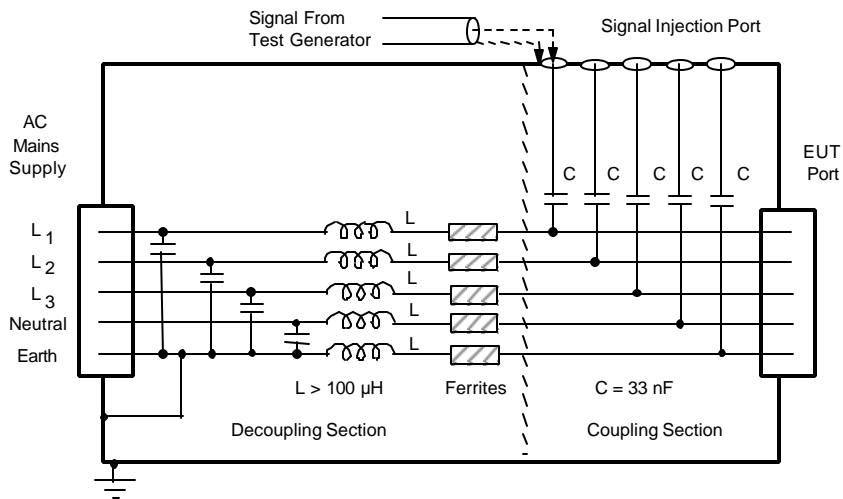 Signal From
Test Generator
Signal Injection Port
AC
Mains
Supply
EUT
Port
C C C C C
L1 L
L2 L
L3 L
Neutral L
Earth L
L > 100 µH Ferrites C = 33 nF
Decoupling Section Coupling Section